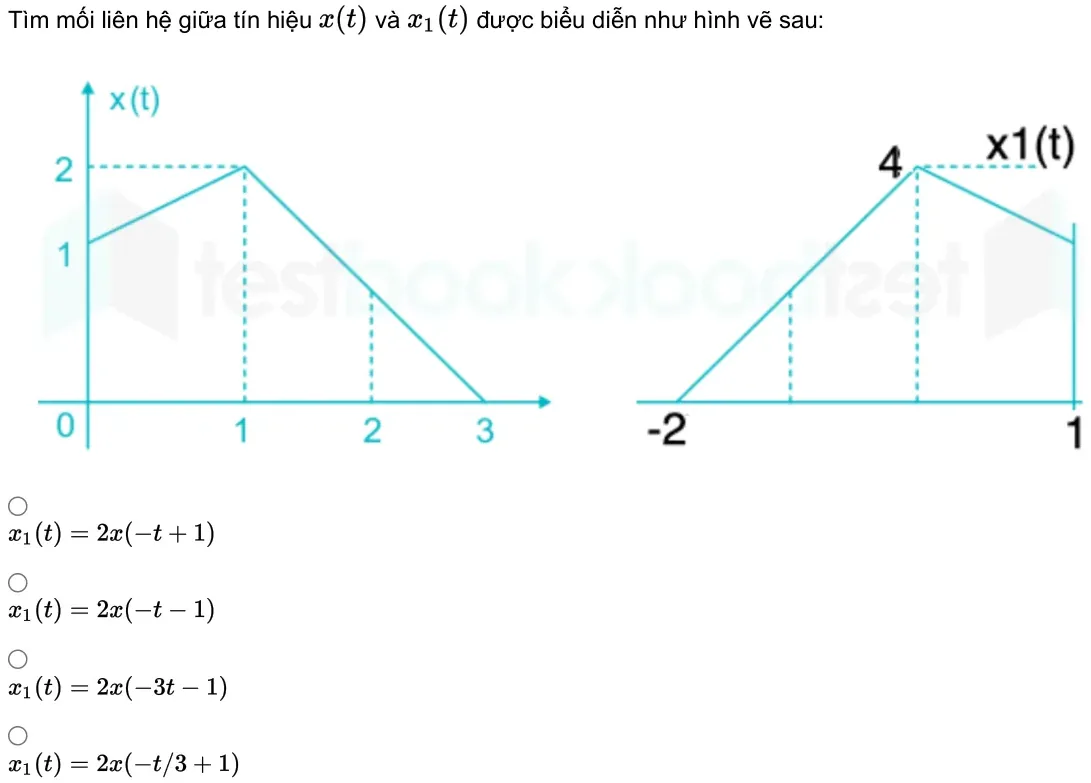 Tìm mối liên hệ giữa tín hiệu x(t) và x₁(t) được biểu diễn như hình vẽ sau:
x(t)
2
1
0
1
2
3
testbook
4
x1(t)
-2
1
x₁(t) = 2x(−t + 1)
x₁(t) = 2x(−t − 1)
x₁(t) = 2x(−3t − 1)
x₁(t) = 2x(−t/3 + 1)